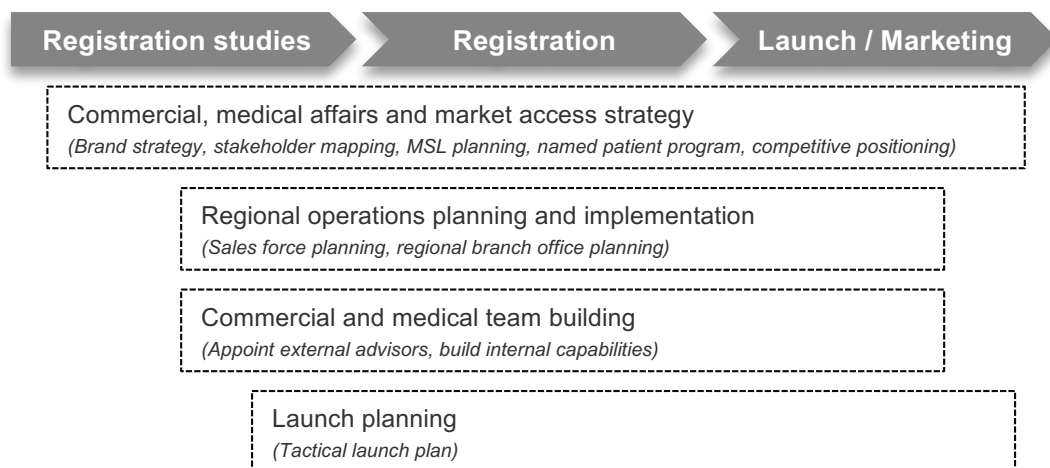 Registration studies
Registration
Launch / Marketing
Commercial, medical affairs and market access strategy
(Brand strategy, stakeholder mapping, MSL planning, named patient program, competitive positioning)
Regional operations planning and implementation
(Sales force planning, regional branch office planning)
Commercial and medical team building
(Appoint external advisors, build internal capabilities)
Launch planning
(Tactical launch plan)